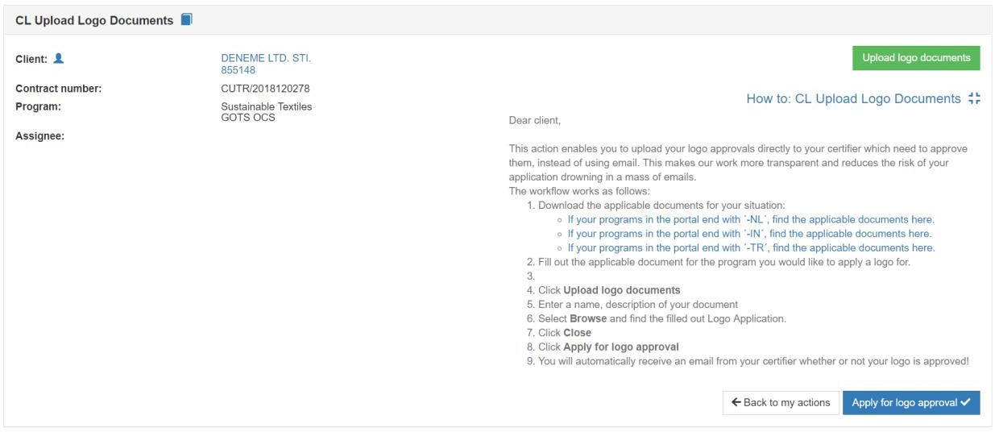 CL Upload Logo Documents
Client:
DENEME LTD. STI.
855148
Contract number:
CUTR/2018120278
Program:
Sustainable Textiles
GOTS OCS
Assignee:
Upload logo documents
How to: CL Upload Logo Documents
Dear client,
This action enables you to upload your logo approvals directly to your certifier which need to approve
them, instead of using email. This makes our work more transparent and reduces the risk of your
application drowning in a mass of emails.
The workflow works as follows:
1. Download the applicable documents for your situation:
○ If your programs in the portal end with ´-NL´, find the applicable documents here.
○ If your programs in the portal end with ´-IN´, find the applicable documents here.
○ If your programs in the portal end with ´-TR´, find the applicable documents here.
2. Fill out the applicable document for the program you would like to apply a logo for.
3.
4. Click Upload logo documents
5. Enter a name, description of your document
6. Select Browse and find the filled out Logo Application.
7. Click Close
8. Click Apply for logo approval
9. You will automatically receive an email from your certifier whether or not your logo is approved!
Back to my actions
Apply for logo approval